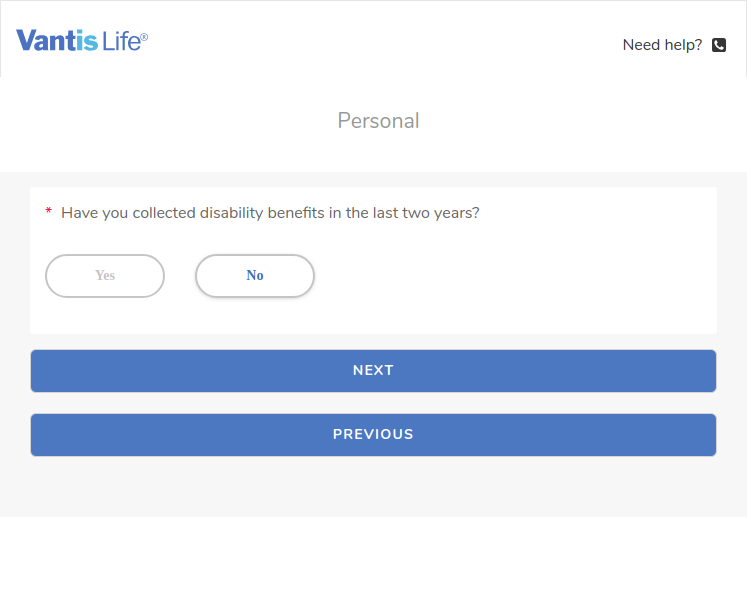 Vantis Life®
Need help?
Personal
* Have you collected disability benefits in the last two years?
Yes
No
NEXT
PREVIOUS